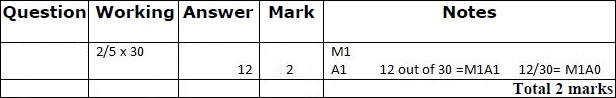 Question Working Answer Mark Notes
2/5 x 30 M1
12 2 A1 12 out of 30 =M1A1 12/30= M1A0
Total 2 marks